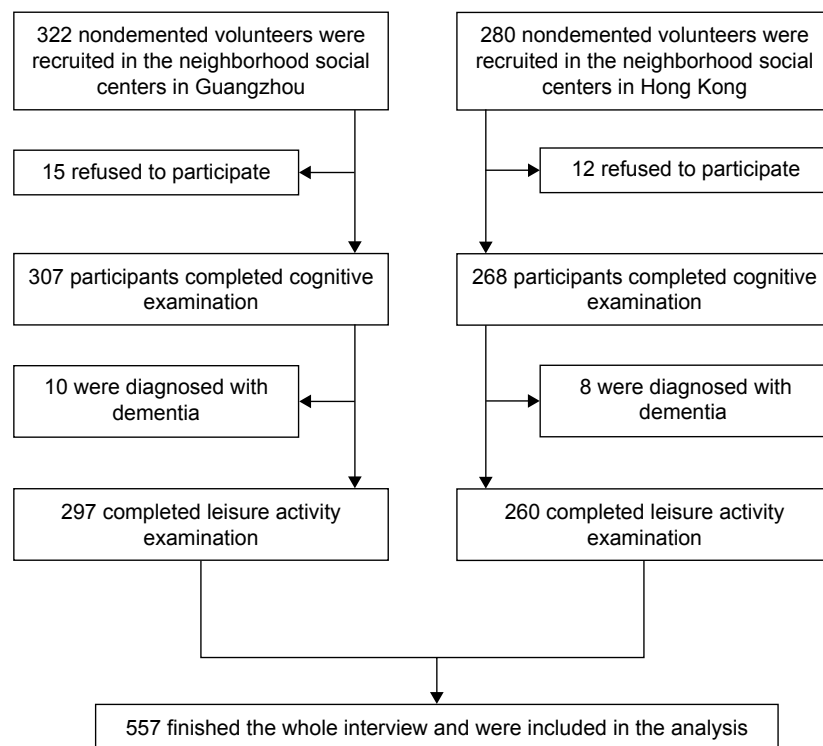 322 nondemented volunteers were
recruited in the neighborhood social
centers in Guangzhou
280 nondemented volunteers were
recruited in the neighborhood social
centers in Hong Kong
15 refused to participate
12 refused to participate
307 participants completed cognitive
examination
268 participants completed cognitive
examination
10 were diagnosed with
dementia
8 were diagnosed with
dementia
297 completed leisure activity
examination
260 completed leisure activity
examination
557 finished the whole interview and were included in the analysis